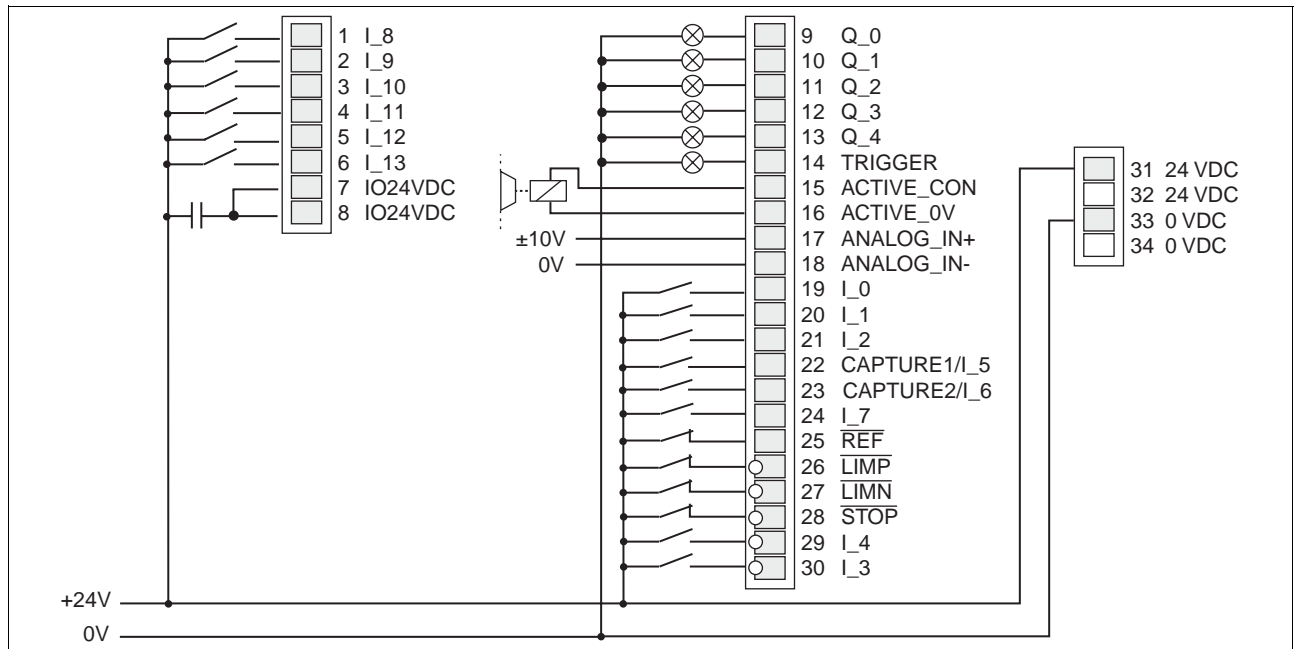 1 I_8
2 I_9
3 I_10
4 I_11
5 I_12
6 I_13
7 IO24VDC
8 IO24VDC
9 Q_0
10 Q_1
11 Q_2
12 Q_3
13 Q_4
14 TRIGGER
15 ACTIVE_CON
16 ACTIVE_0V
±10V
17 ANALOG_IN+
0V
18 ANALOG_IN-
19 I_0
20 I_1
21 I_2
22 CAPTURE1/I_5
23 CAPTURE2/I_6
24 I_7
25 REF
26 LIMP
27 LIMN
28 STOP
29 I_4
30 I_3
31 24 VDC
32 24 VDC
33 0 VDC
34 0 VDC
+24V
0V